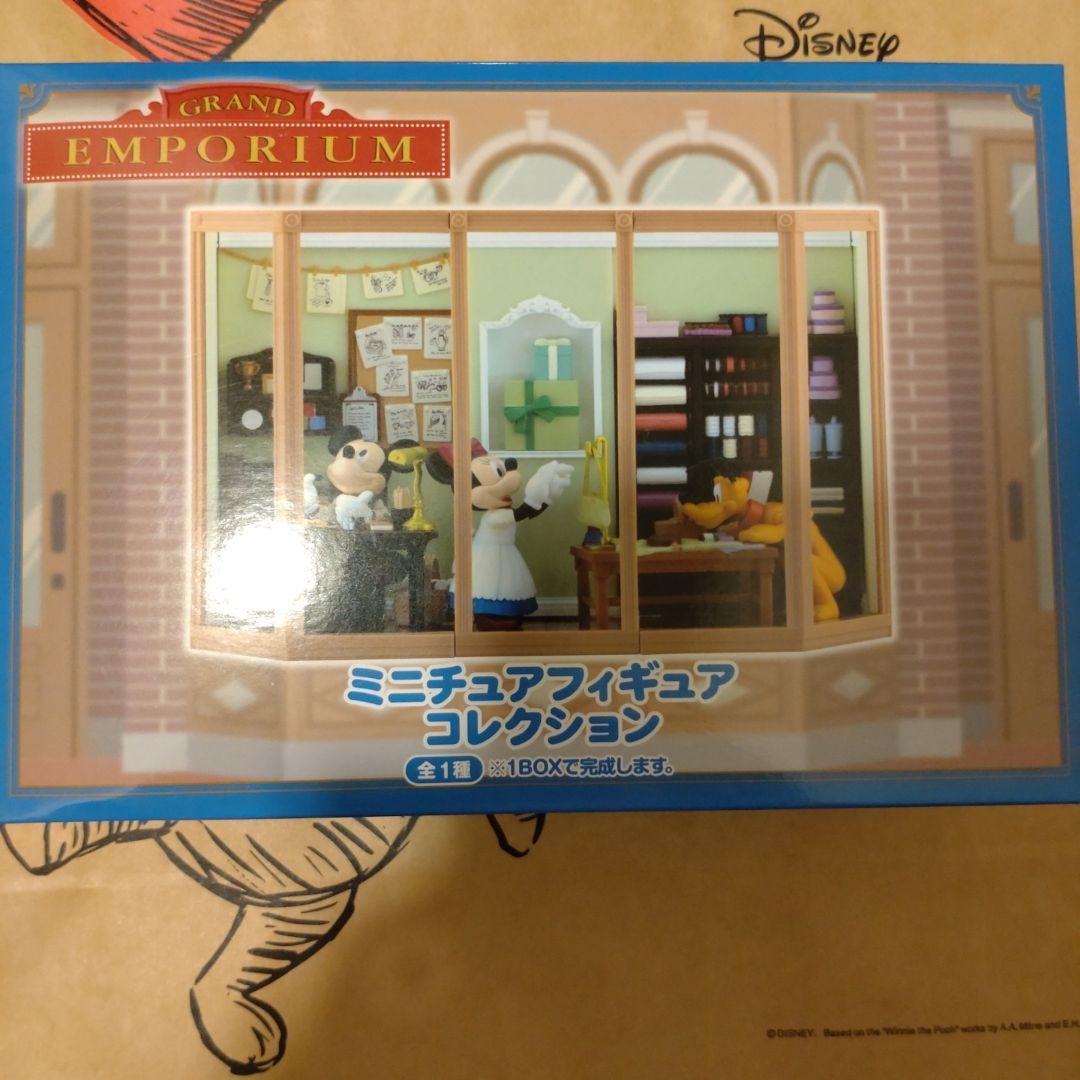 DISNEY
GRAND
EMPORIUM
ミニチュアフィギュア
コレクション
全1種 ※1BOXで完成します。
©DISNEY. Based on the "Winnie the Pooh" works by A.A. Milne and E.H.